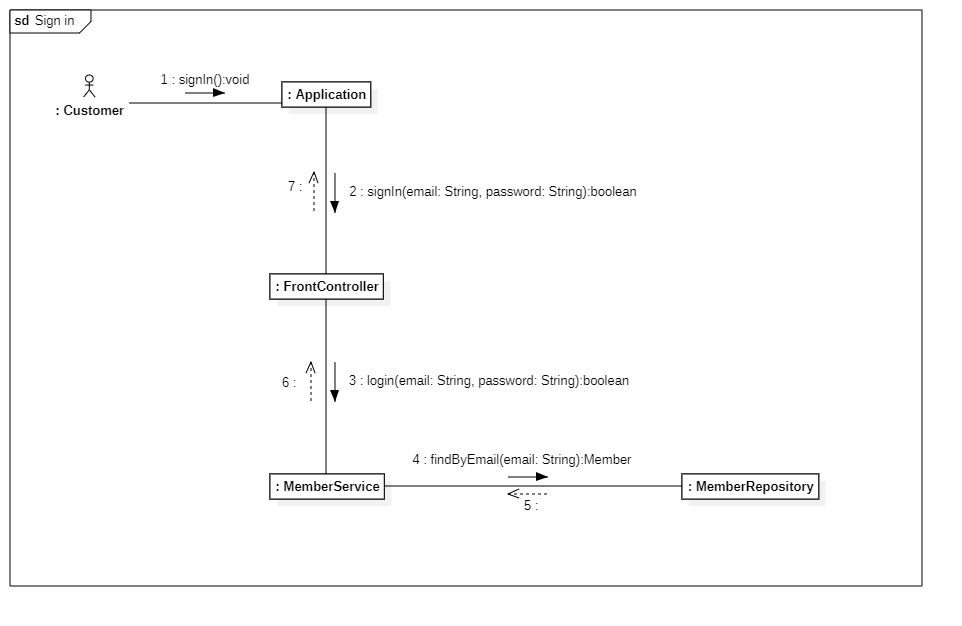 sd Sign in
1 : signIn():void
: Customer
: Application
7 :
2 : signIn(email: String, password: String):boolean
: FrontController
6 :
3 : login(email: String, password: String):boolean
4 : findByEmail(email: String):Member
: MemberService
: MemberRepository
5 :